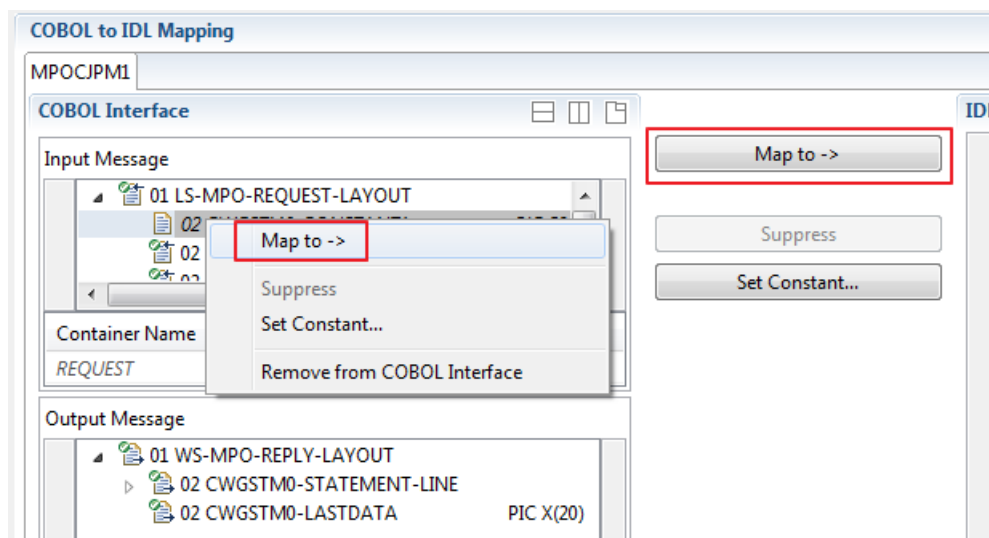 COBOL to IDL Mapping
MPOCJPM1
COBOL Interface
Input Message
01 LS-MPO-REQUEST-LAYOUT
02
02
Container Name
REQUEST
Map to ->
Suppress
Set Constant...
Remove from COBOL Interface
Output Message
01 WS-MPO-REPLY-LAYOUT
02 CWGSTM0-STATEMENT-LINE
02 CWGSTM0-LASTDATA PIC X(20)
Map to ->
Suppress
Set Constant...